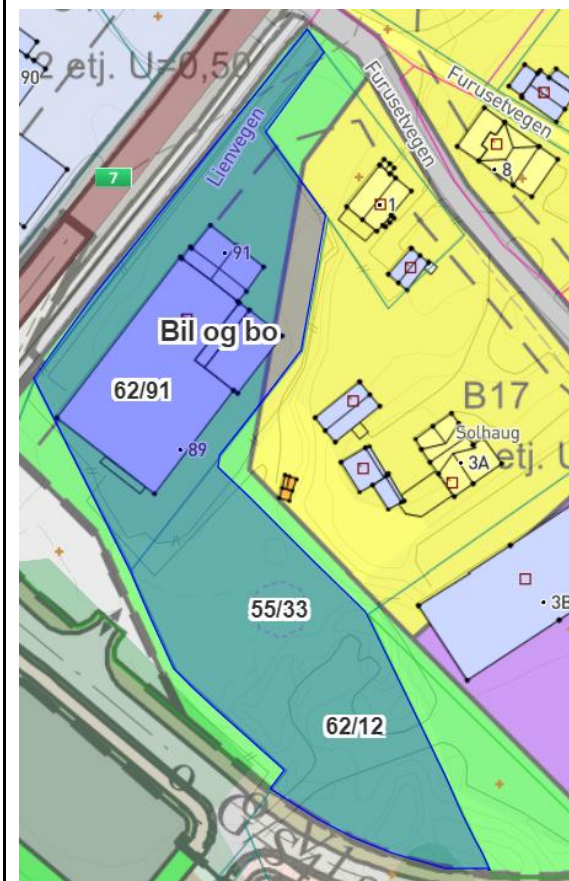 2 etj. U=0,50
90
7
Lienvegen
Furusetvegen
Furusetvegen
8
1
91
Bil og bo
62/91
89
B17
Solhaug
etj. U
3A
3B
55/33
62/12